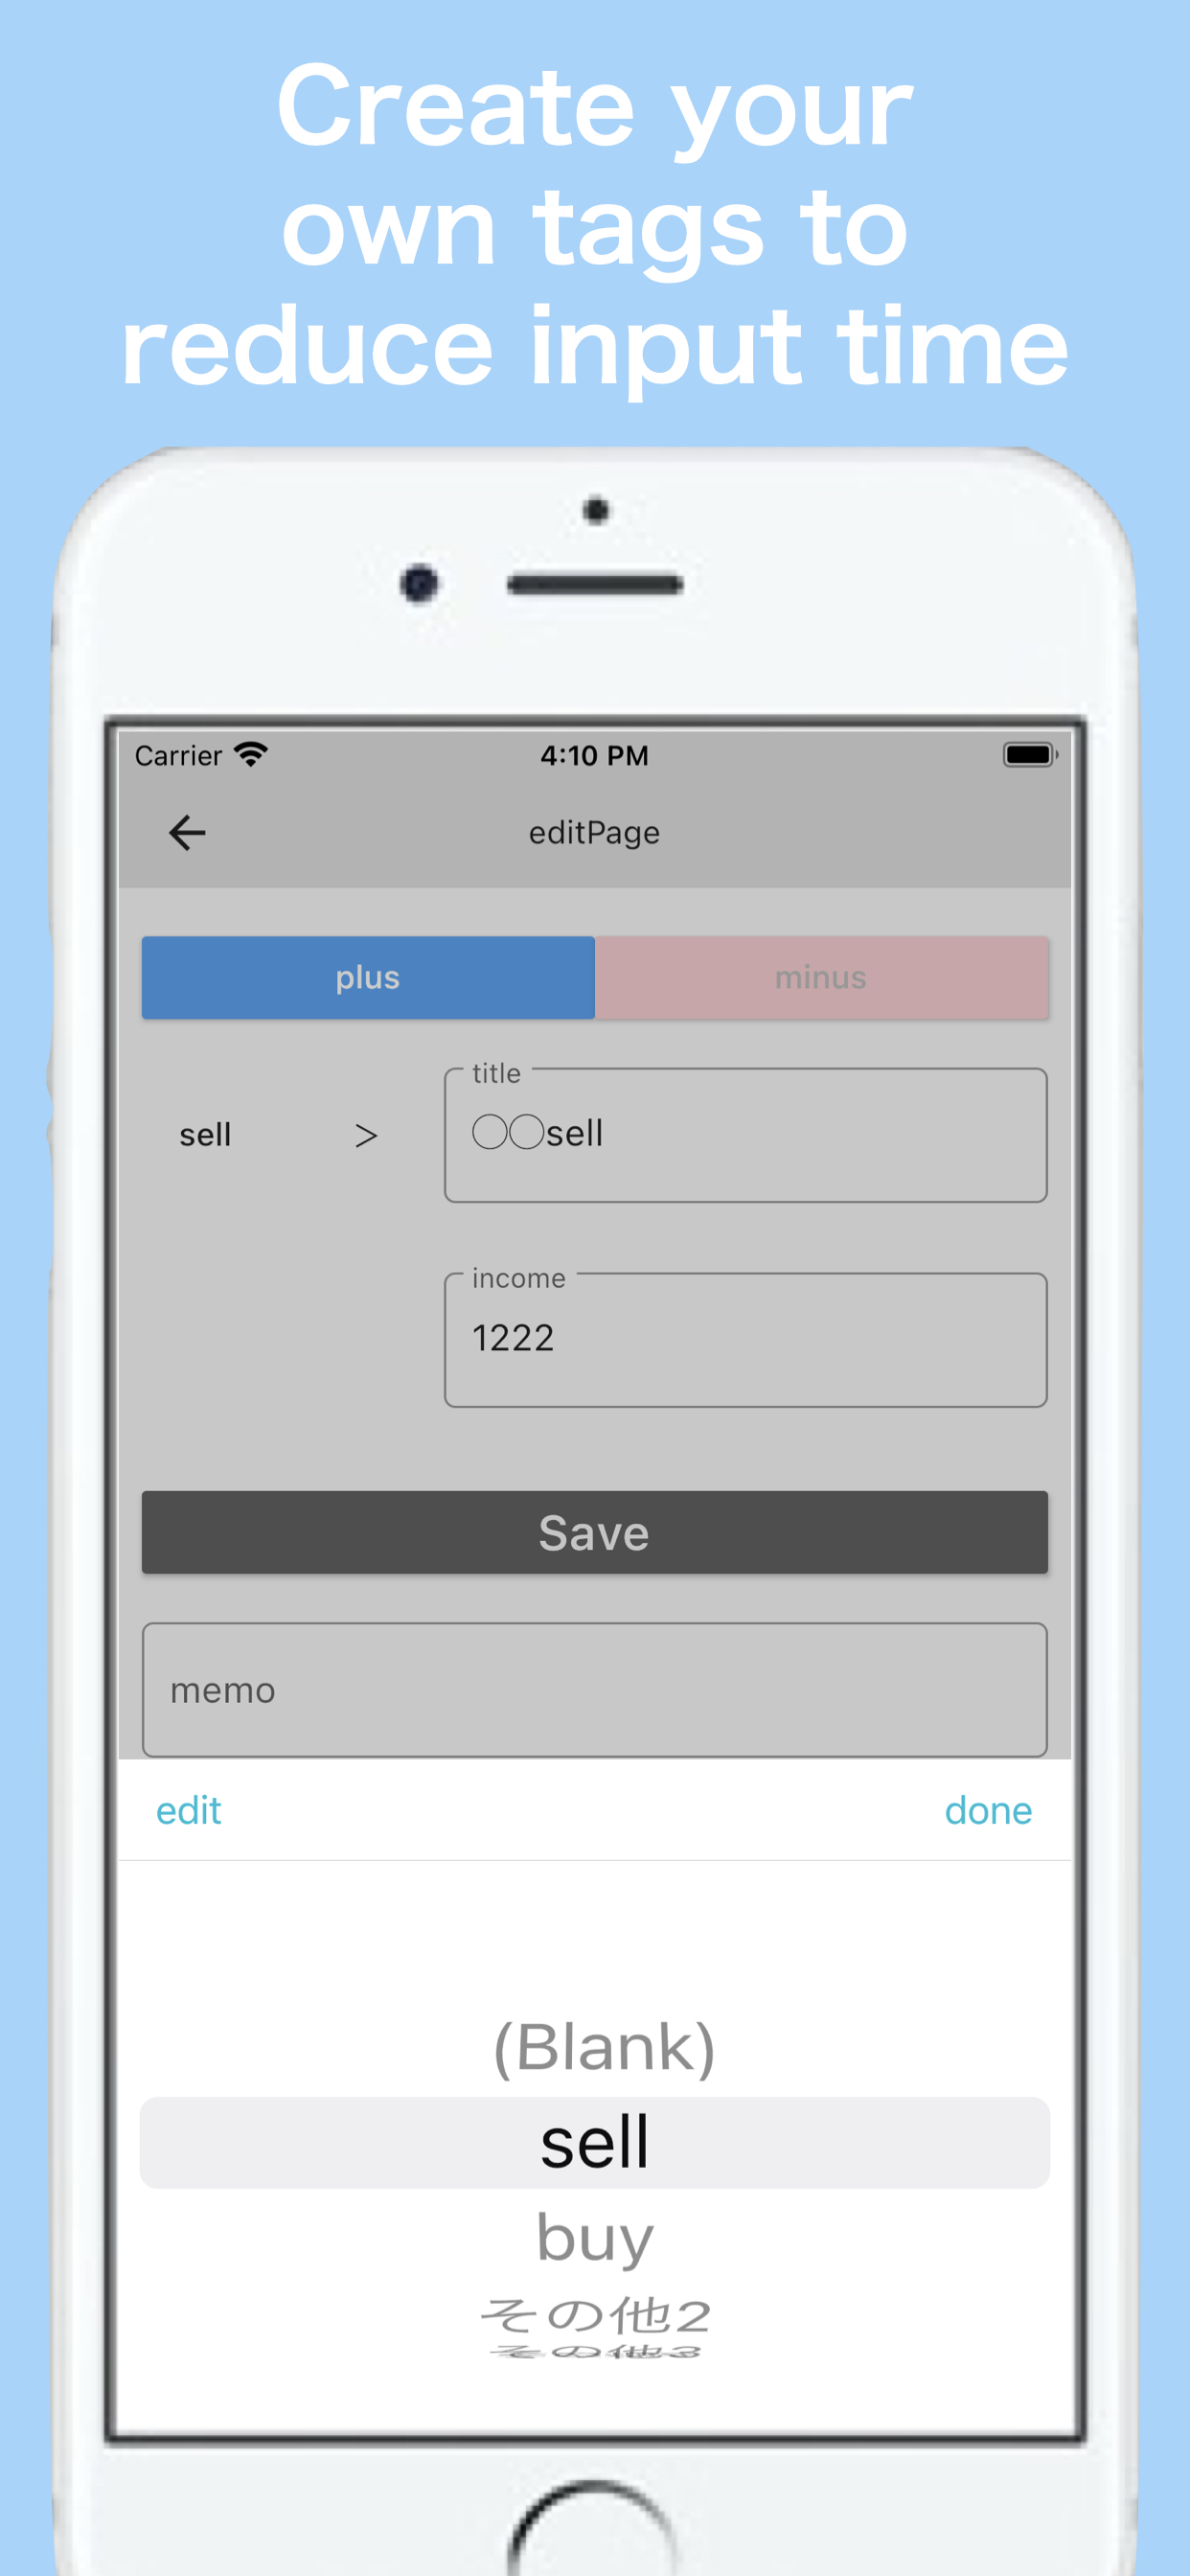 Create your
own tags to
reduce input time
Carrier 4:10 PM
editPage
plus minus
title
sell > ◯◯sell
income
1222
Save
memo
edit done
(Blank)
sell
buy
その他2
その他3